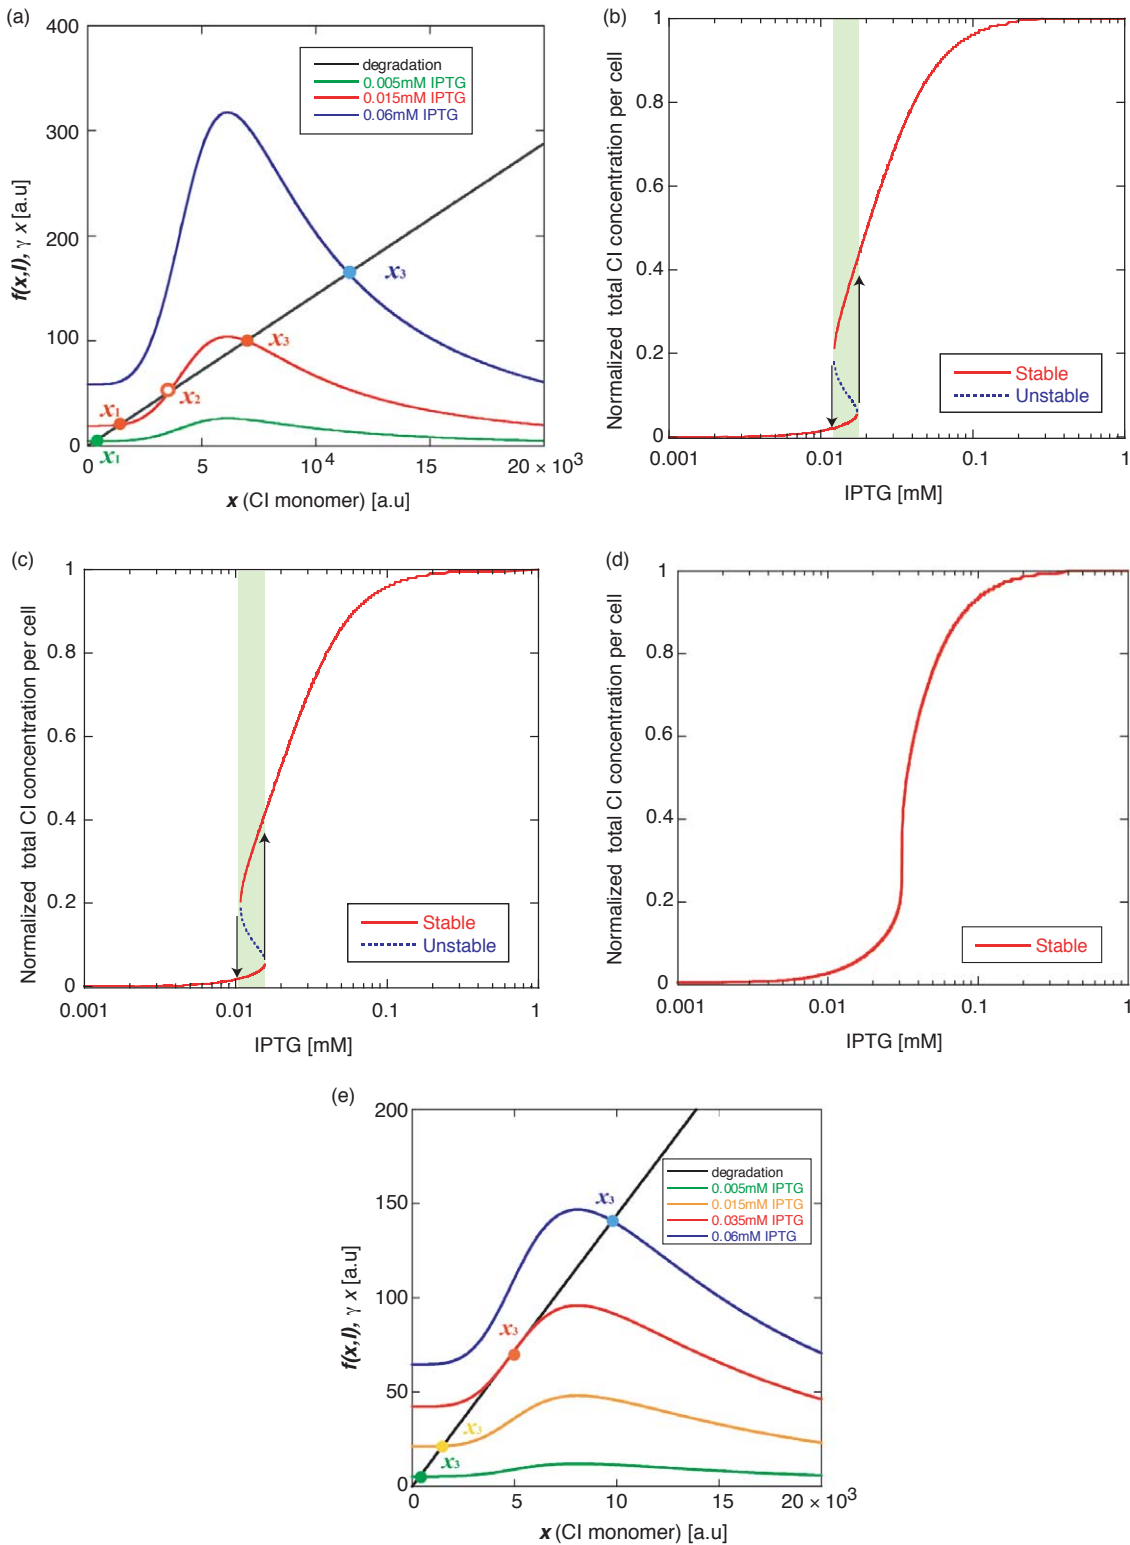 (a)
400
300
200
100
0
f(x,I), γ x [a.u]
degradation
0.005mM IPTG
0.015mM IPTG
0.06mM IPTG
x₃
x₃
x₂
x₁
x₁
0 5 10⁴ 15 20 × 10³
x (CI monomer) [a.u]
(b)
1
0.8
0.6
0.4
0.2
0
Normalized total CI concentration per cell
Stable
Unstable
0.001 0.01 0.1 1
IPTG [mM]
(c)
1
0.8
0.6
0.4
0.2
0
Normalized total CI concentration per cell
Stable
Unstable
0.001 0.01 0.1 1
IPTG [mM]
(d)
1
0.8
0.6
0.4
0.2
0
Normalized total CI concentration per cell
Stable
0.001 0.01 0.1 1
IPTG [mM]
(e)
200
150
100
50
0
f(x,I), γ x [a.u]
degradation
0.005mM IPTG
0.015mM IPTG
0.035mM IPTG
0.06mM IPTG
x₃
x₃
x₃
x₃
0 5 10 15 20 × 10³
x (CI monomer) [a.u]